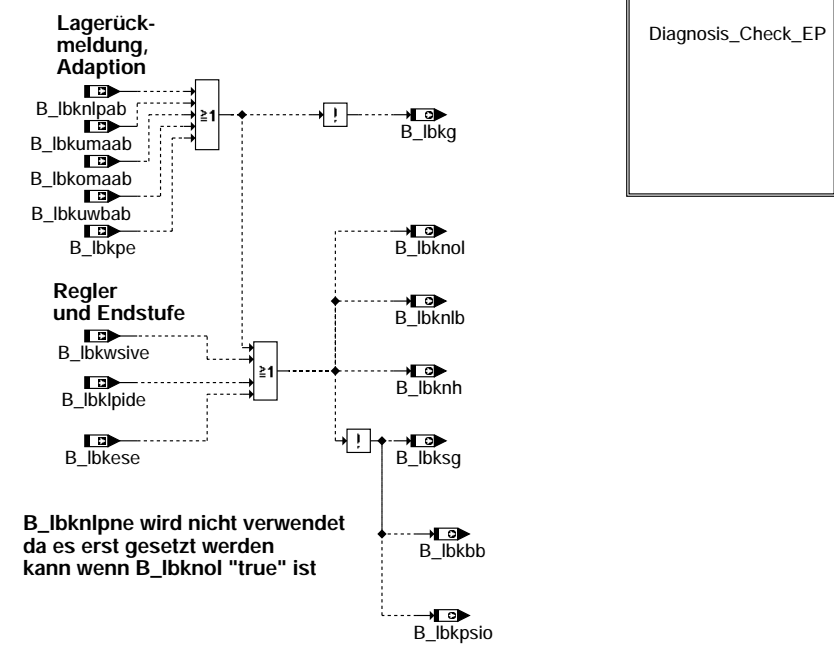 Lagerück-
meldung,
Adaption
B_lbknlpab
B_lbkumaab
B_lbkomaab
B_lbkuwbab
B_lbkpe
≥1
!
B_lbkg
Diagnosis_Check_EP
B_lbknol
B_lbknlb
B_lbknh
B_lbksg
B_lbkbb
B_lbkpsio
Regler
und Endstufe
B_lbkwsive
B_lbklpide
B_lbkese
≥1
!
B_lbknlpne wird nicht verwendet
da es erst gesetzt werden
kann wenn B_lbknol "true" ist